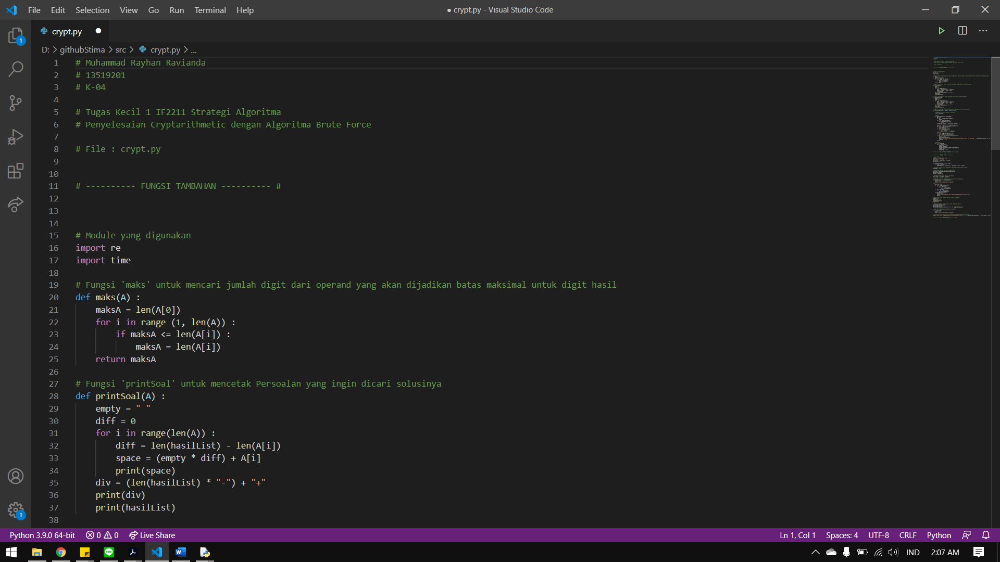 File Edit Selection View Go Run Terminal Help
● crypt.py - Visual Studio Code
crypt.py ●
D: > githubStima > src > crypt.py > ...
1 # Muhammad Rayhan Ravianda
2 # 13519201
3 # K-04
4
5 # Tugas Kecil 1 IF2211 Strategi Algoritma
6 # Penyelesaian Cryptarithmetic dengan Algoritma Brute Force
7
8 # File : crypt.py
9
10
11 # ---------- FUNGSI TAMBAHAN ---------- #
12
13
14
15 # Module yang digunakan
16 import re
17 import time
18
19 # Fungsi 'maks' untuk mencari jumlah digit dari operand yang akan dijadikan batas maksimal untuk digit hasil
20 def maks(A) :
21     maksA = len(A[0])
22     for i in range (1, len(A)) :
23         if maksA <= len(A[i]) :
24             maksA = len(A[i])
25     return maksA
26
27 # Fungsi 'printSoal' untuk mencetak Persoalan yang ingin dicari solusinya
28 def printSoal(A) :
29     empty = " "
30     diff = 0
31     for i in range(len(A)) :
32         diff = len(hasilList) - len(A[i])
33         space = (empty * diff) + A[i]
34         print(space)
35     div = (len(hasilList) * "-") + "+"
36     print(div)
37     print(hasilList)
38
1
1
Python 3.9.0 64-bit 0 0 Live Share Ln 1, Col 1 Spaces: 4 UTF-8 CRLF Python
IND 2:07 AM